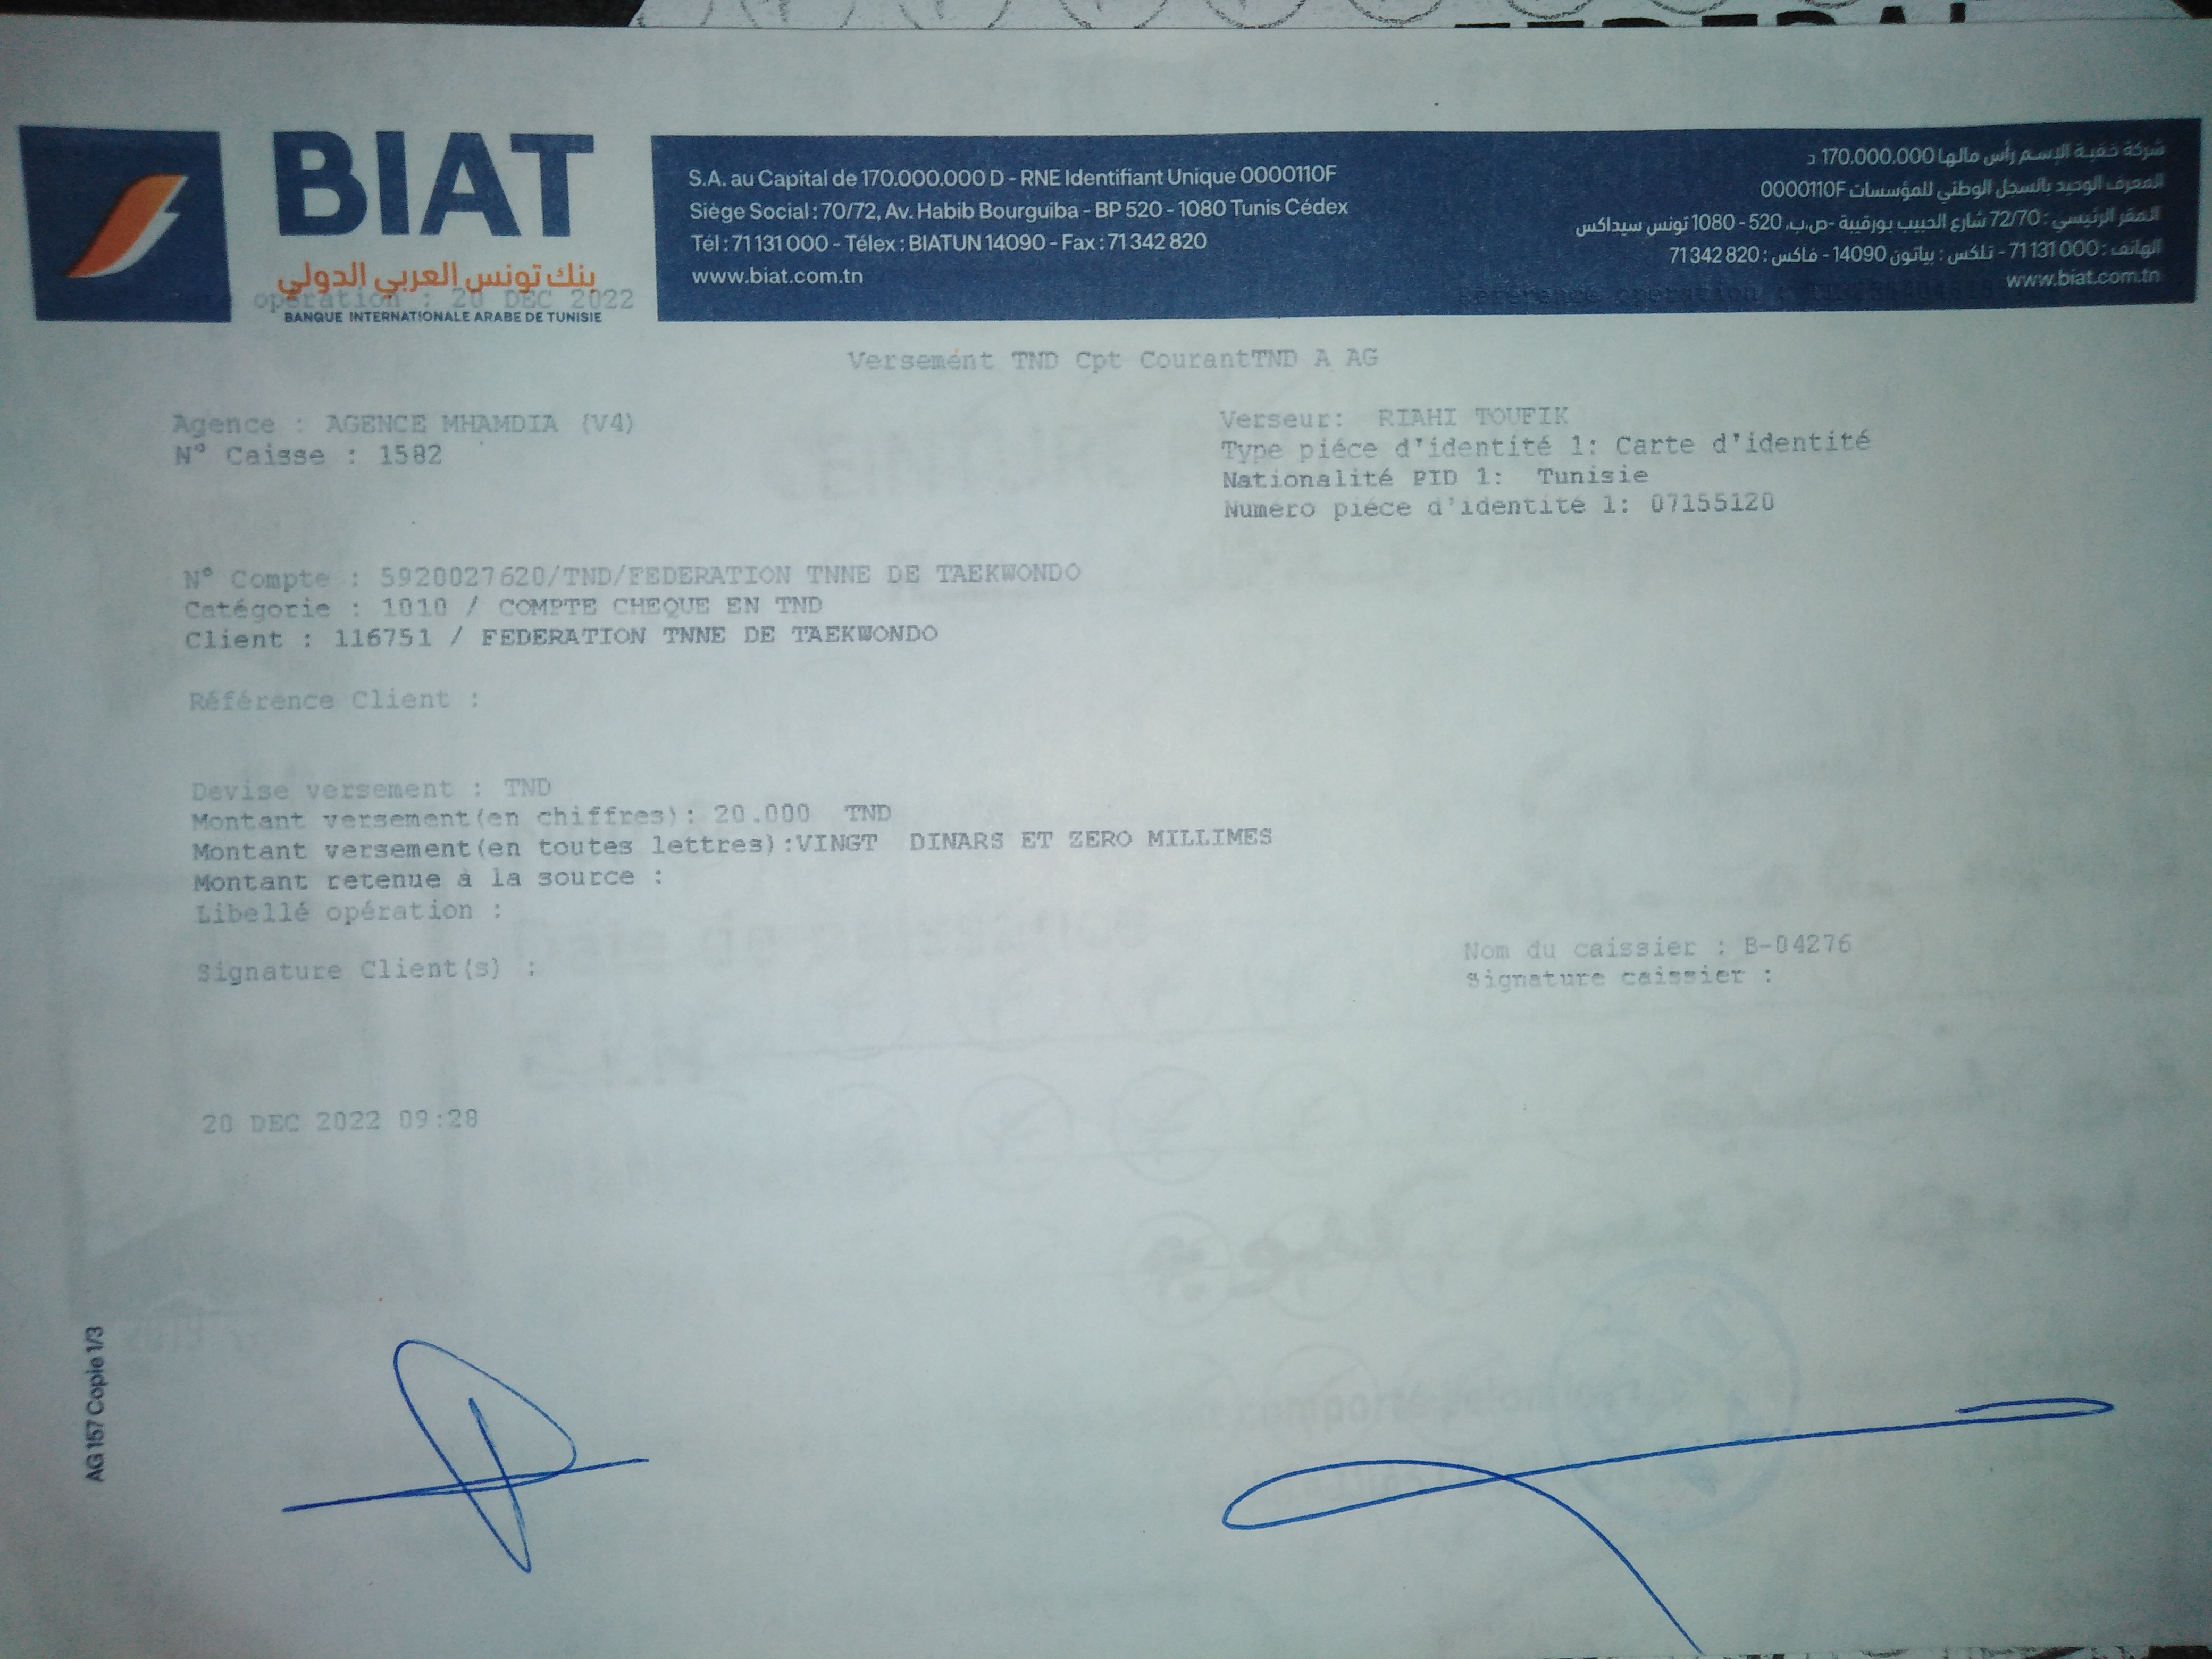 BIAT
بنك تونس العربي الدولي
BANQUE INTERNATIONALE ARABE DE TUNISIE
S.A. au Capital de 170.000.000 D - RNE Identifiant Unique 0000110F
Siège Social : 70/72, Av. Habib Bourguiba - BP 520 - 1080 Tunis Cédex
Tél : 71 131 000 - Télex : BIATUN 14090 - Fax : 71 342 820
www.biat.com.tn
شركة خفية الإسم رأس مالها 170.000.000 د
المعرف الوحيد بالسجل الوطني للمؤسسات 0000110F
المقر الرئيسي : 72/70 شارع الحبيب بورقيبة -ص.ب. 520 - 1080 تونس سيداكس
الهاتف : 71 131 000 - تلكس : بياتون 14090 - فاكس : 71 342 820
www.biat.com.tn
opération : 20 DEC 2022
Référence opération :
Versemént TND Cpt CourantTND A AG
Agence : AGENCE MHAMDIA (V4)
N° Caisse : 1582
Verseur: RIAHI TOUFIK
Type piéce d'identité 1: Carte d'identité
Nationalité PID 1: Tunisie
Numéro piéce d'identité 1: 07155120
N° Compte : 5920027620/TND/FEDERATION TNNE DE TAEKWONDO
Catégorie : 1010 / COMPTE CHEQUE EN TND
Client : 116751 / FEDERATION TNNE DE TAEKWONDO
Référence Client :
Devise versement : TND
Montant versement(en chiffres): 20.000 TND
Montant versement(en toutes lettres):VINGT DINARS ET ZERO MILLIMES
Montant retenue à la source :
Libellé opération :
Signature Client(s) :
Nom du caissier : B-04276
Signature caissier :
20 DEC 2022 09:28
AG 157 Copie 1/3